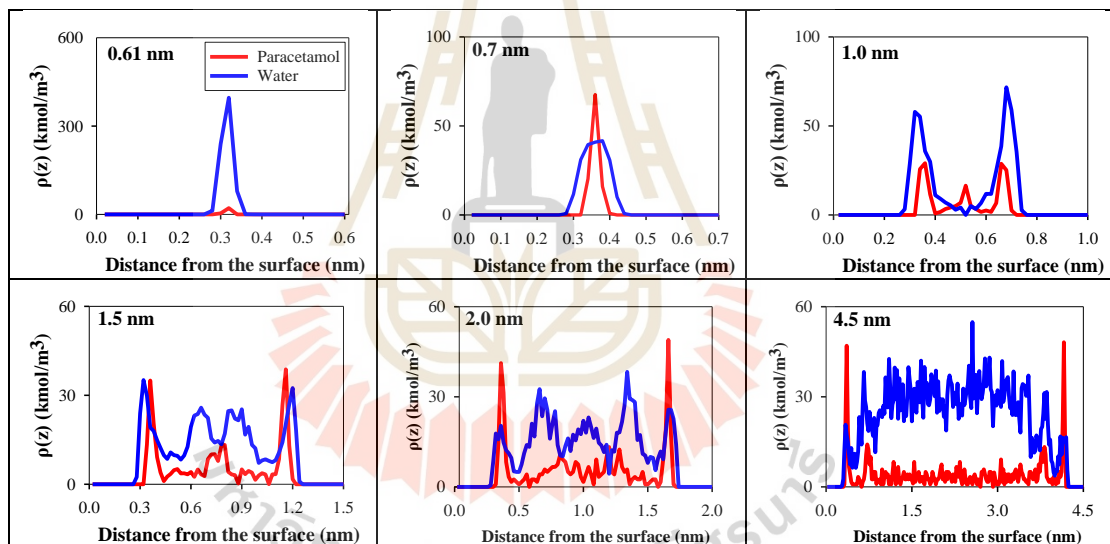 600
300
0
0.61 nm
Paracetamol
Water
ρ(z) (kmol/m³)
0.0 0.1 0.2 0.3 0.4 0.5 0.6
Distance from the surface (nm)
100
50
0
0.7 nm
ρ(z) (kmol/m³)
0.0 0.1 0.2 0.3 0.4 0.5 0.6 0.7
Distance from the surface (nm)
100
50
0
1.0 nm
ρ(z) (kmol/m³)
0.0 0.2 0.4 0.6 0.8 1.0
Distance from the surface (nm)
60
30
0
1.5 nm
ρ(z) (kmol/m³)
0.0 0.3 0.6 0.9 1.2 1.5
Distance from the surface (nm)
60
30
0
2.0 nm
ρ(z) (kmol/m³)
0.0 0.5 1.0 1.5 2.0
Distance from the surface (nm)
60
30
0
4.5 nm
ρ(z) (kmol/m³)
0.0 1.5 3.0 4.5
Distance from the surface (nm)